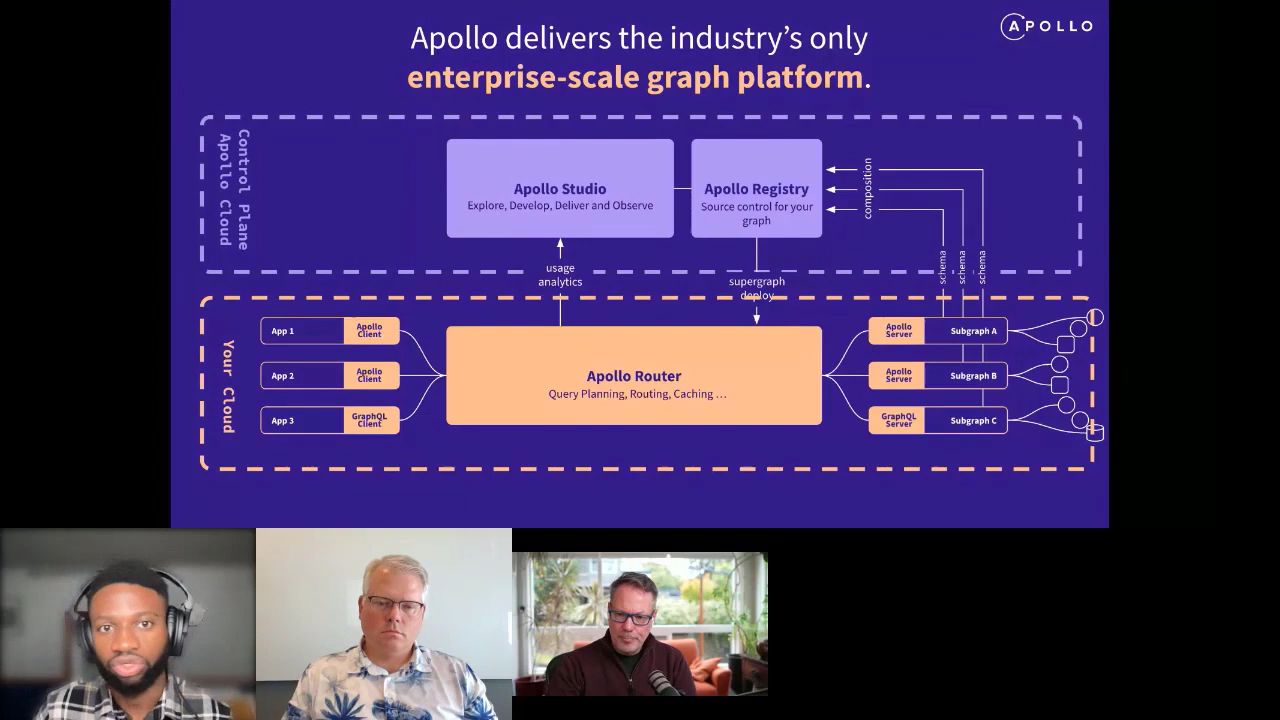 Apollo delivers the industry's only
enterprise-scale graph platform.
APOLLO
Control Plane
Apollo Cloud
Apollo Studio
Explore, Develop, Deliver and Observe
Apollo Registry
Source control for your
graph
composition
schema
schema
schema
usage
analytics
supergraph
deploy
Your Cloud
App 1
Apollo
Client
App 2
Apollo
Client
App 3
GraphQL
Client
Apollo Router
Query Planning, Routing, Caching …
Apollo
Server
Subgraph A
Apollo
Server
Subgraph B
GraphQL
Server
Subgraph C